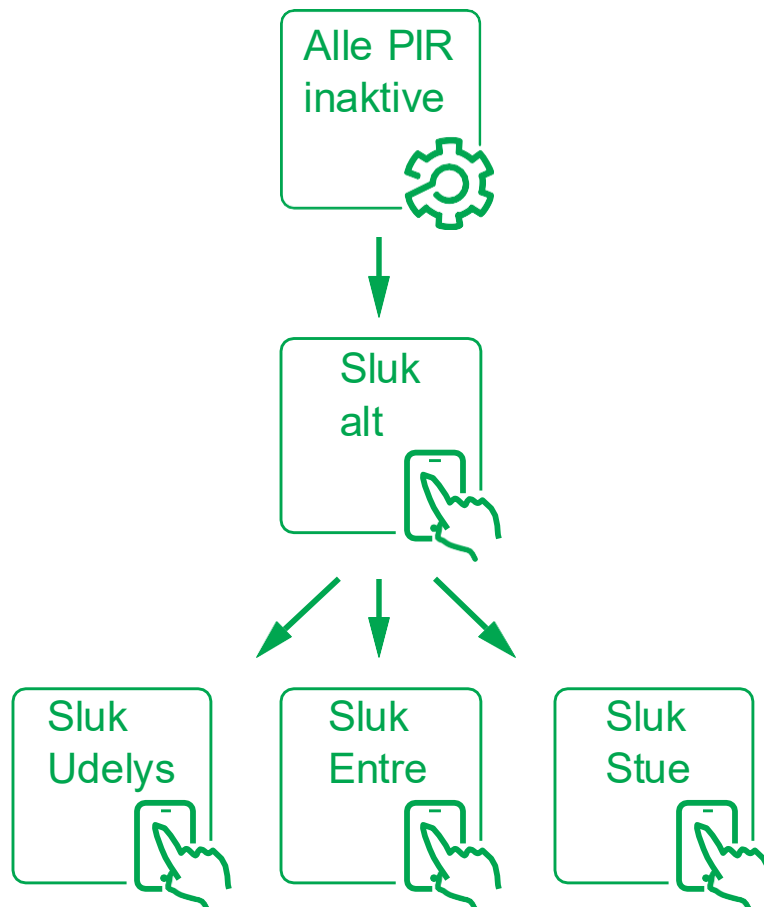 Alle PIR
inaktive
Sluk
alt
Sluk
Udelys
Sluk
Entre
Sluk
Stue